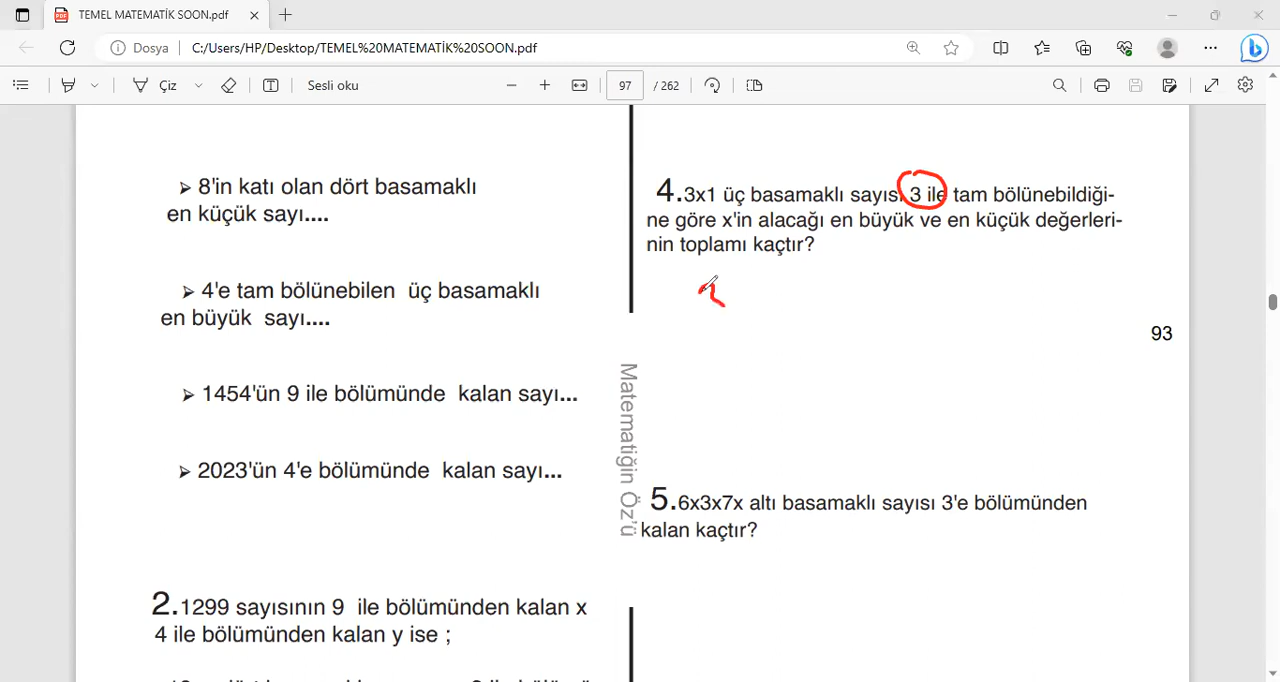 TEMEL MATEMATİK SOON.pdf
Dosya
C:/Users/HP/Desktop/TEMEL%20MATEMATİK%20SOON.pdf
Çiz
Sesli oku
97 / 262
➢ 8'in katı olan dört basamaklı
en küçük sayı....
➢ 4'e tam bölünebilen üç basamaklı
en büyük sayı....
➢ 1454'ün 9 ile bölümünde kalan sayı...
➢ 2023'ün 4'e bölümünde kalan sayı...
2.1299 sayısının 9 ile bölümünden kalan x
4 ile bölümünden kalan y ise ;
Matematiğin Öz'ü
4.3x1 üç basamaklı sayısı 3 ile tam bölünebildiği-
ne göre x'in alacağı en büyük ve en küçük değerleri-
nin toplamı kaçtır?
93
5.6x3x7x altı basamaklı sayısı 3'e bölümünden
kalan kaçtır?